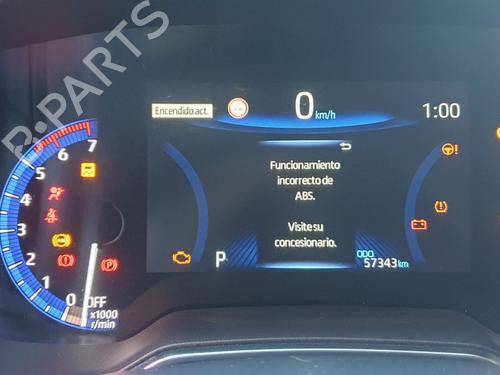 B-PARTS
Encendido act.
0 km/h
1:00
7
6
5
4
3
2
1
0
OFF
x1000
r/min
Funcionamiento
incorrecto de
ABS.
Visite su
concesionario.
P
ODO
57343 km